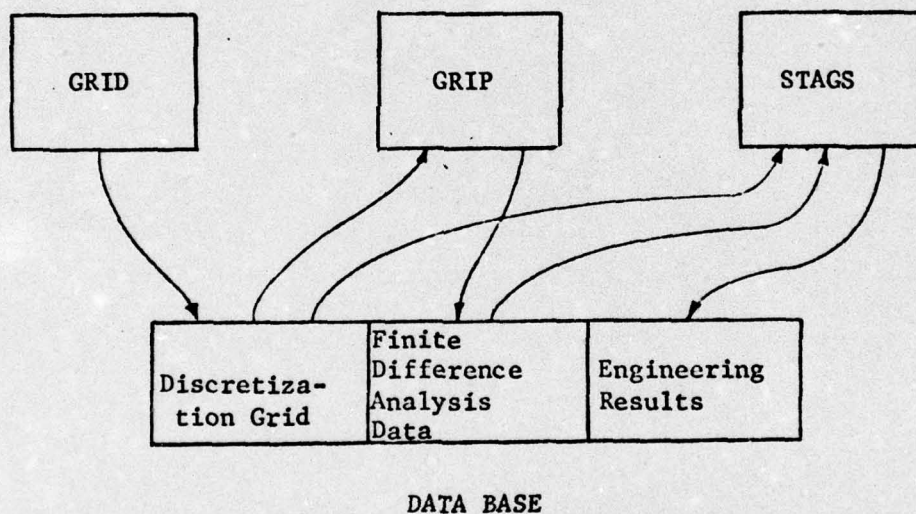 GRID
GRIP
STAGS
Discretiza-
tion Grid
Finite
Difference
Analysis
Data
Engineering
Results
DATA BASE